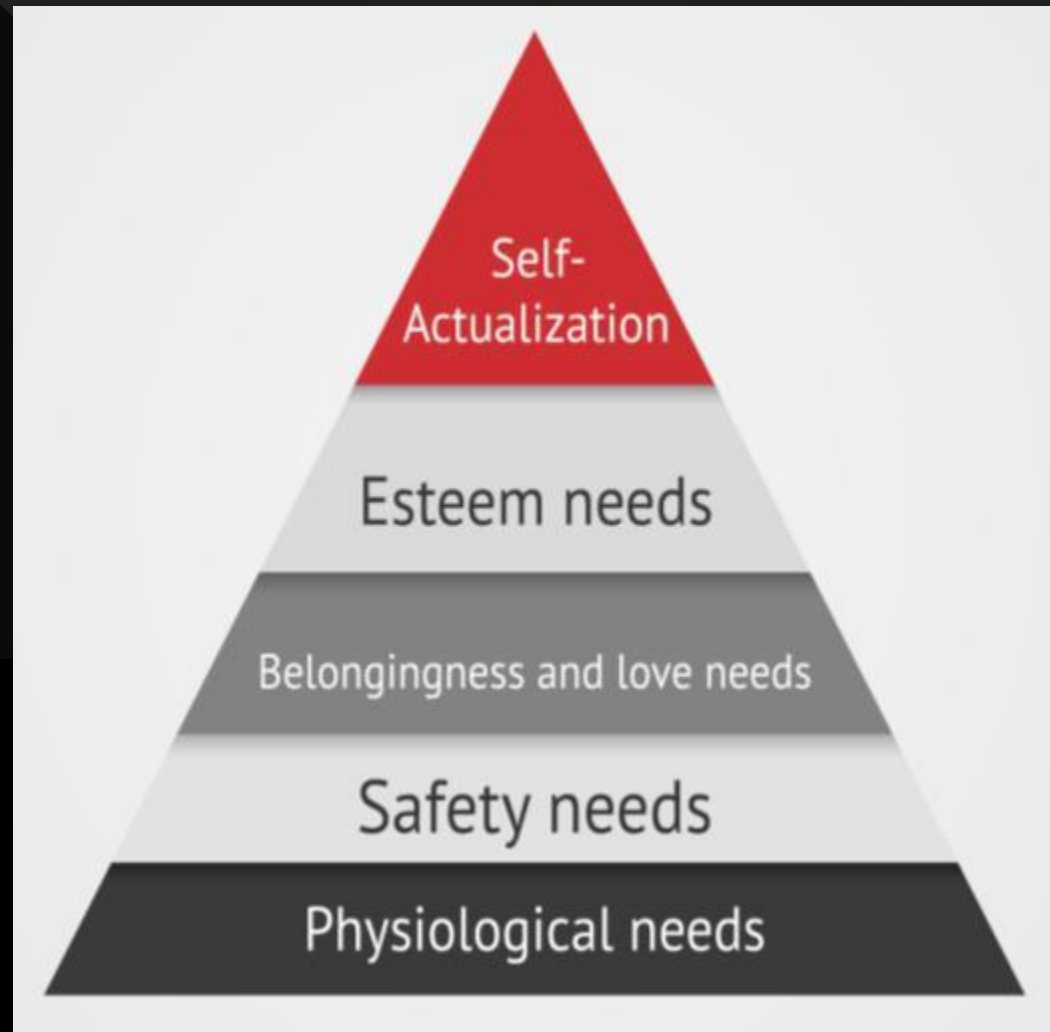 Self-
Actualization
Esteem needs
Belongingness and love needs
Safety needs
Physiological needs